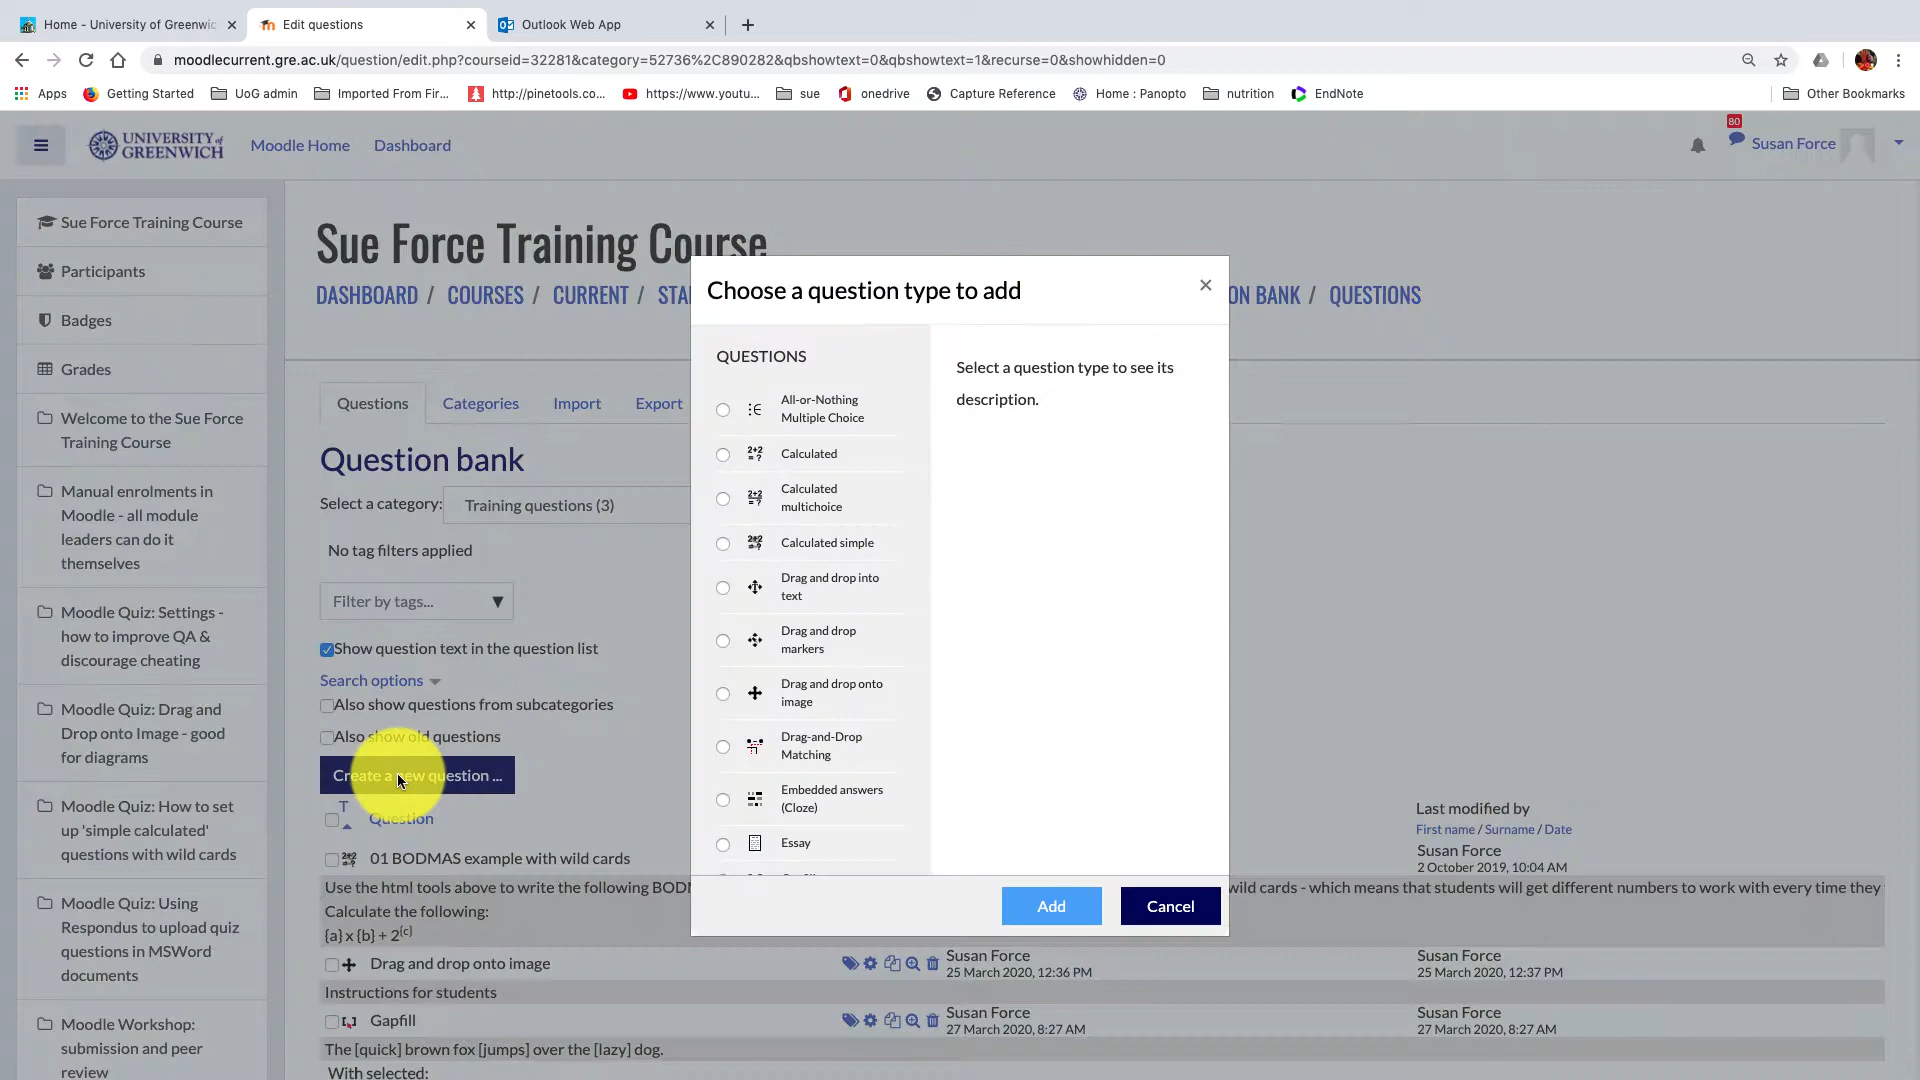 Home - University of Greenwic
Edit questions
Outlook Web App
moodlecurrent.gre.ac.uk/question/edit.php?courseid=32281&category=52736%2C890282&qbshowtext=0&qbshowtext=1&recurse=0&showhidden=0
Apps
Getting Started
UoG admin
Imported From Fir...
http://pinetools.co...
https://www.youtu...
sue
onedrive
Capture Reference
Home : Panopto
nutrition
EndNote
Other Bookmarks
UNIVERSITY of
GREENWICH
Moodle Home
Dashboard
80
Susan Force
Sue Force Training Course
Participants
Badges
Grades
Welcome to the Sue Force
Training Course
Manual enrolments in
Moodle - all module
leaders can do it
themselves
Moodle Quiz: Settings -
how to improve QA &
discourage cheating
Moodle Quiz: Drag and
Drop onto Image - good
for diagrams
Moodle Quiz: How to set
up 'simple calculated'
questions with wild cards
Moodle Quiz: Using
Respondus to upload quiz
questions in MSWord
documents
Moodle Workshop:
submission and peer
review
Sue Force Training Course
DASHBOARD / COURSES / CURRENT / STA
ON BANK / QUESTIONS
Questions
Categories
Import
Export
Question bank
Select a category:
Training questions (3)
No tag filters applied
Filter by tags...
Show question text in the question list
Search options
Also show questions from subcategories
Also show old questions
Create a new question ...
T
Question
Last modified by
First name / Surname / Date
01 BODMAS example with wild cards
Susan Force
2 October 2019, 10:04 AM
Use the html tools above to write the following BODM
wild cards - which means that students will get different numbers to work with every time they
Calculate the following:
{a} x {b} + 2{c}
Drag and drop onto image
Susan Force
25 March 2020, 12:36 PM
Susan Force
25 March 2020, 12:37 PM
Instructions for students
Gapfill
Susan Force
27 March 2020, 8:27 AM
Susan Force
27 March 2020, 8:27 AM
The [quick] brown fox [jumps] over the [lazy] dog.
With selected:
Choose a question type to add
QUESTIONS
All-or-Nothing
Multiple Choice
Calculated
Calculated
multichoice
Calculated simple
Drag and drop into
text
Drag and drop
markers
Drag and drop onto
image
Drag-and-Drop
Matching
Embedded answers
(Cloze)
Essay
Select a question type to see its
description.
Add
Cancel